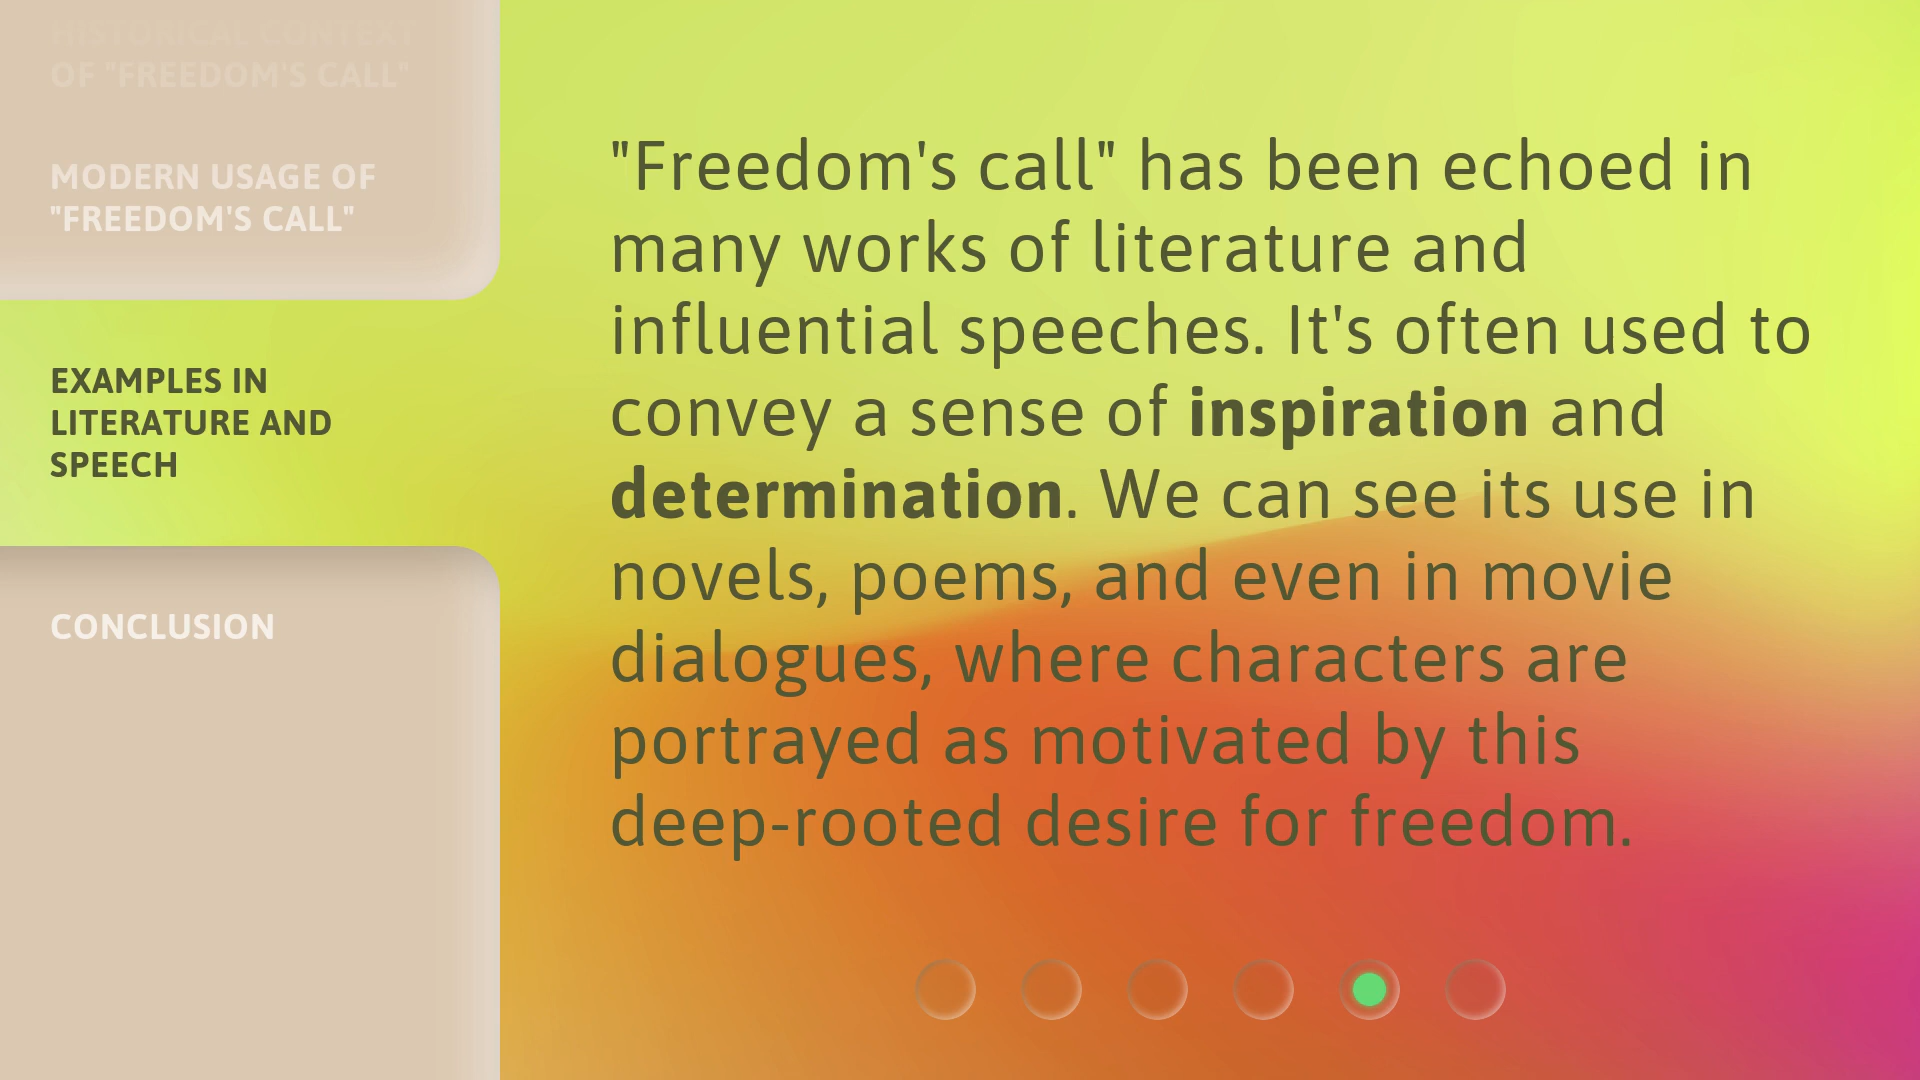 HISTORICAL CONTEXT
OF "FREEDOM'S CALL"
MODERN USAGE OF
"FREEDOM'S CALL"
EXAMPLES IN
LITERATURE AND
SPEECH
CONCLUSION
"Freedom's call" has been echoed in
many works of literature and
influential speeches. It's often used to
convey a sense of inspiration and
determination. We can see its use in
novels, poems, and even in movie
dialogues, where characters are
portrayed as motivated by this
deep-rooted desire for freedom.